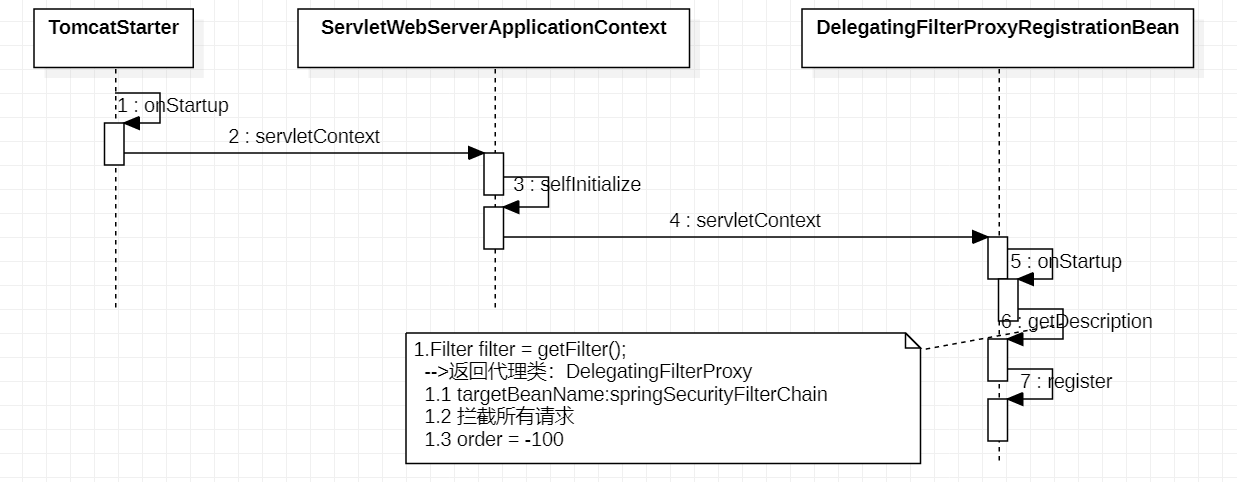 TomcatStarter
ServletWebServerApplicationContext
DelegatingFilterProxyRegistrationBean
1 : onStartup
2 : servletContext
3 : selfInitialize
4 : servletContext
5 : onStartup
6 : getDescription
7 : register
1.Filter filter = getFilter();
-->返回代理类：DelegatingFilterProxy
1.1 targetBeanName:springSecurityFilterChain
1.2 拦截所有请求
1.3 order = -100